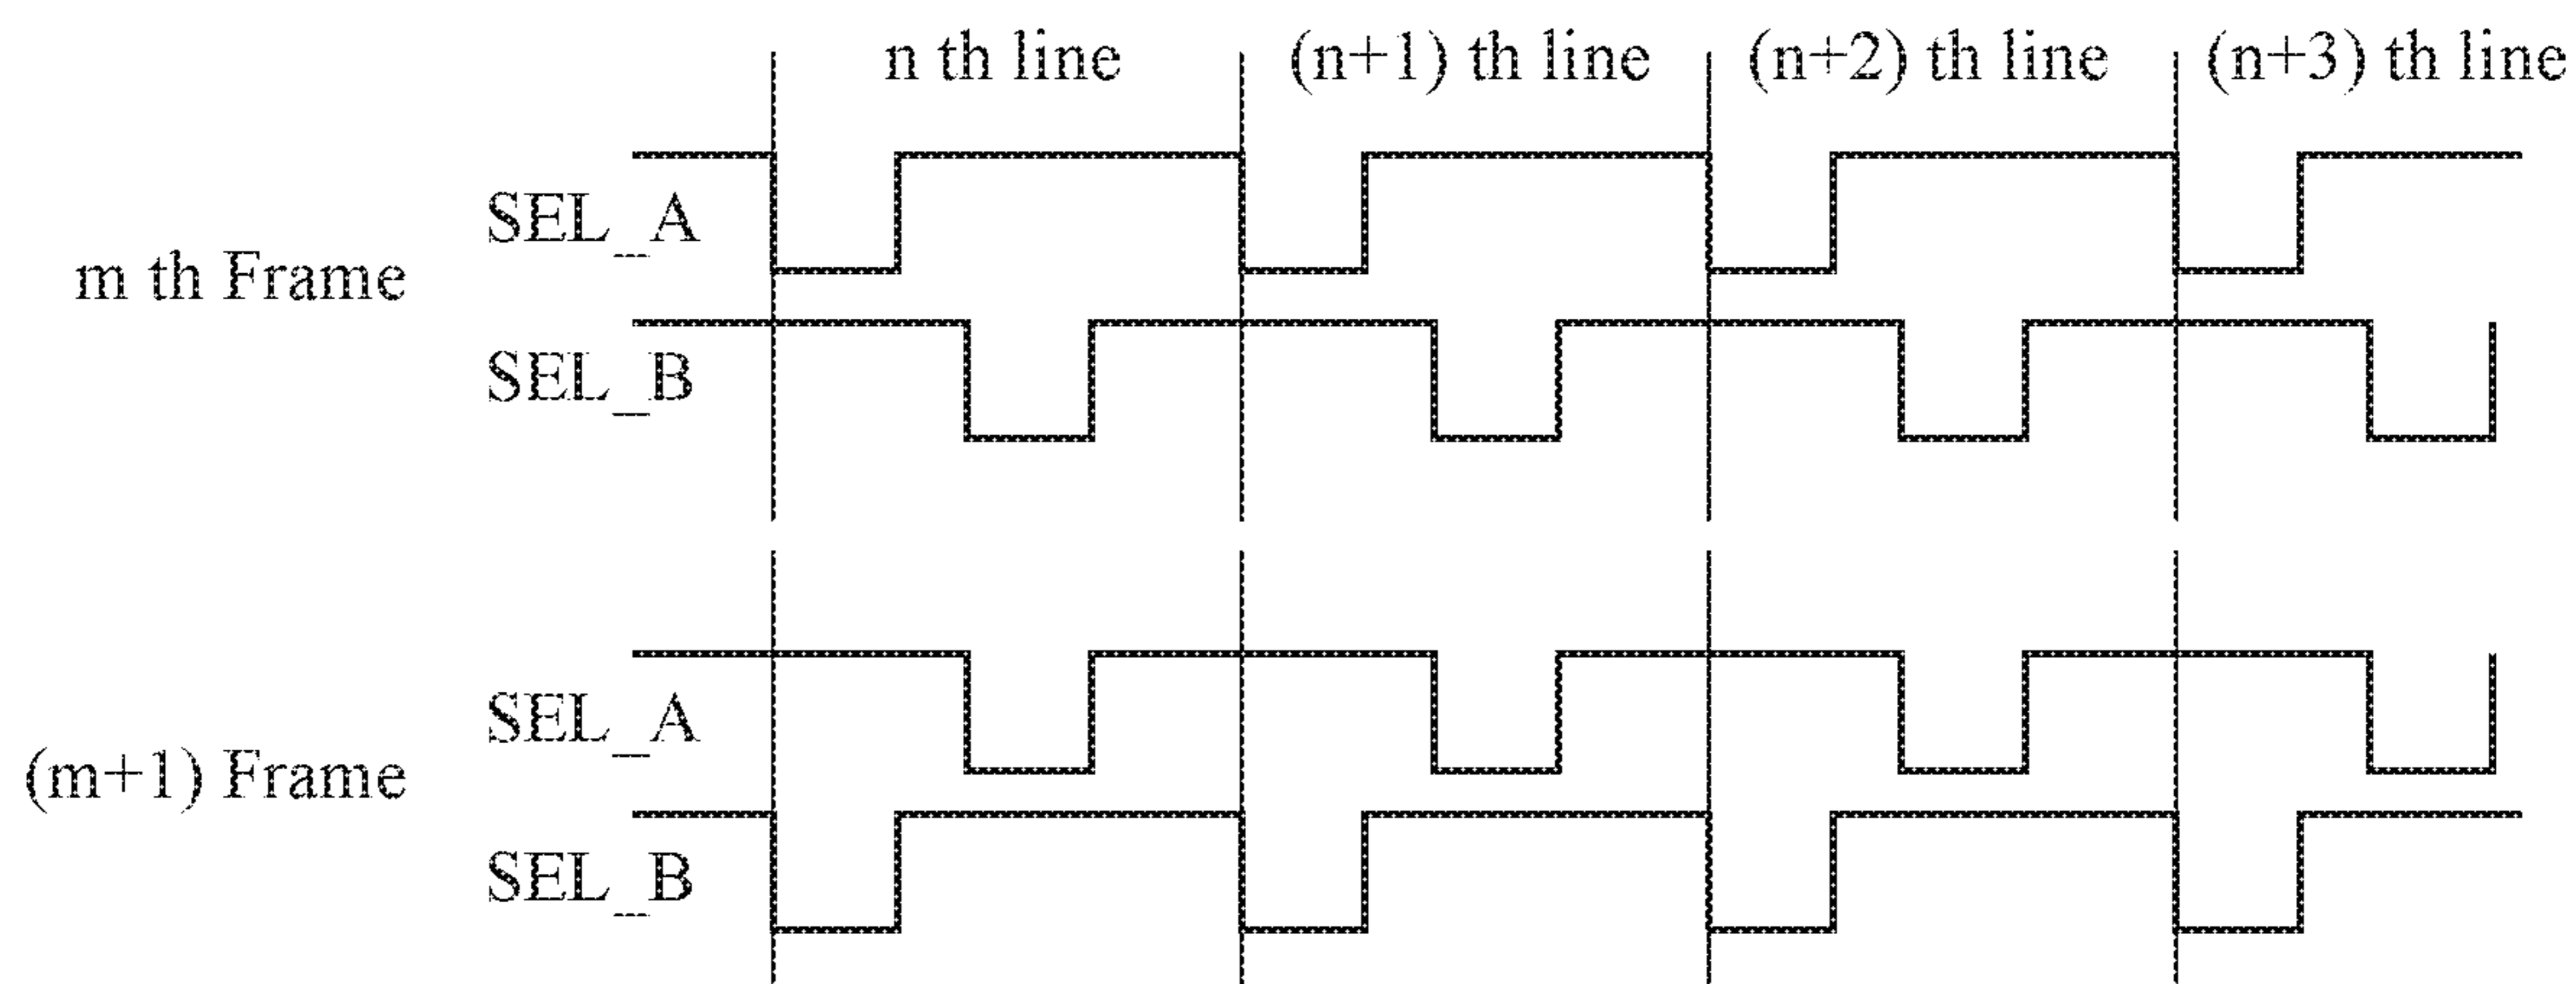 n th line (n+1) th line (n+2) th line (n+3) th line
SEL_A
m th Frame
SEL_B
SEL_A
(m+1) Frame
SEL_B